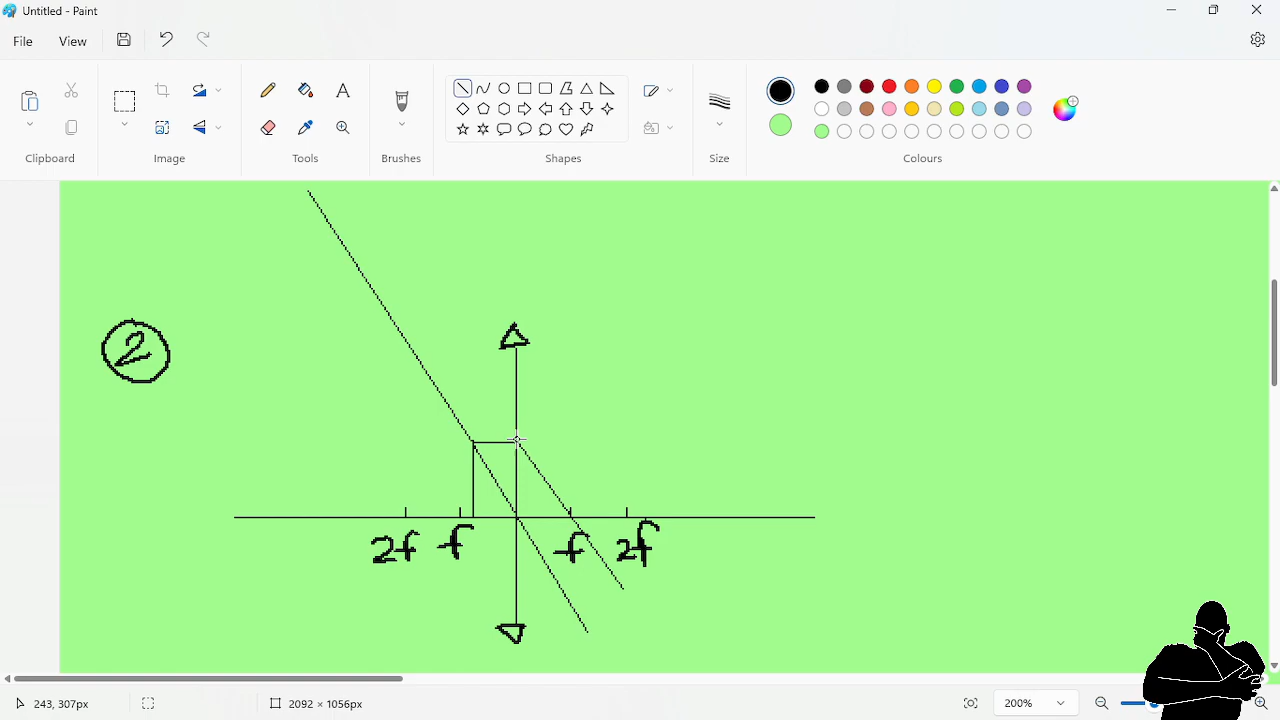 Untitled - Paint
File View
Clipboard Image Tools Brushes Shapes Size Colours
2
2f f f 2f
243, 307px 2092 × 1056px 200%